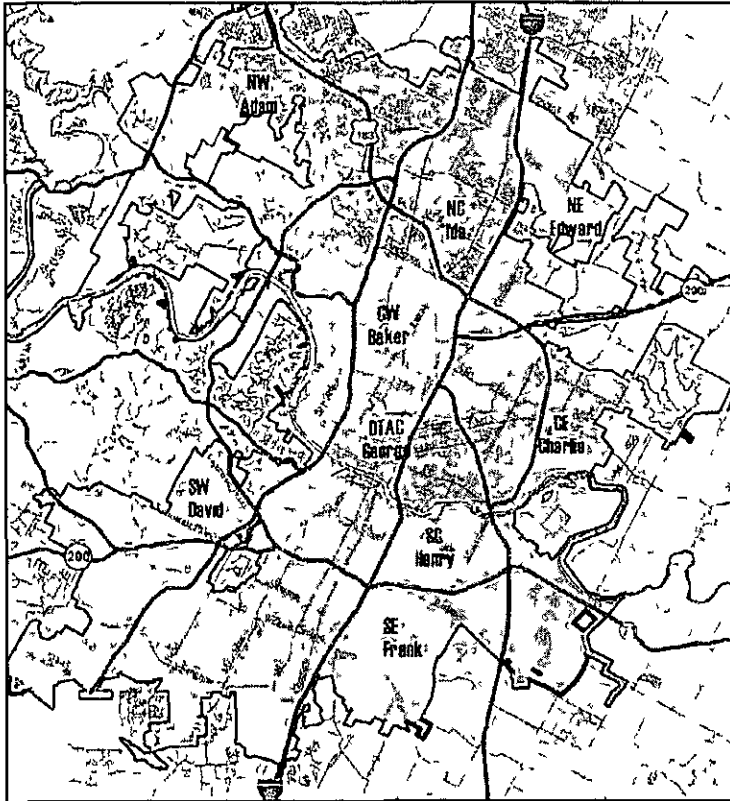 NW
Adam
183
NC
Ida
NE
Edward
290
CW
Baker
DTAC
George
CE
Charlie
SW
David
SC
Henry
290
SE
Frank
71